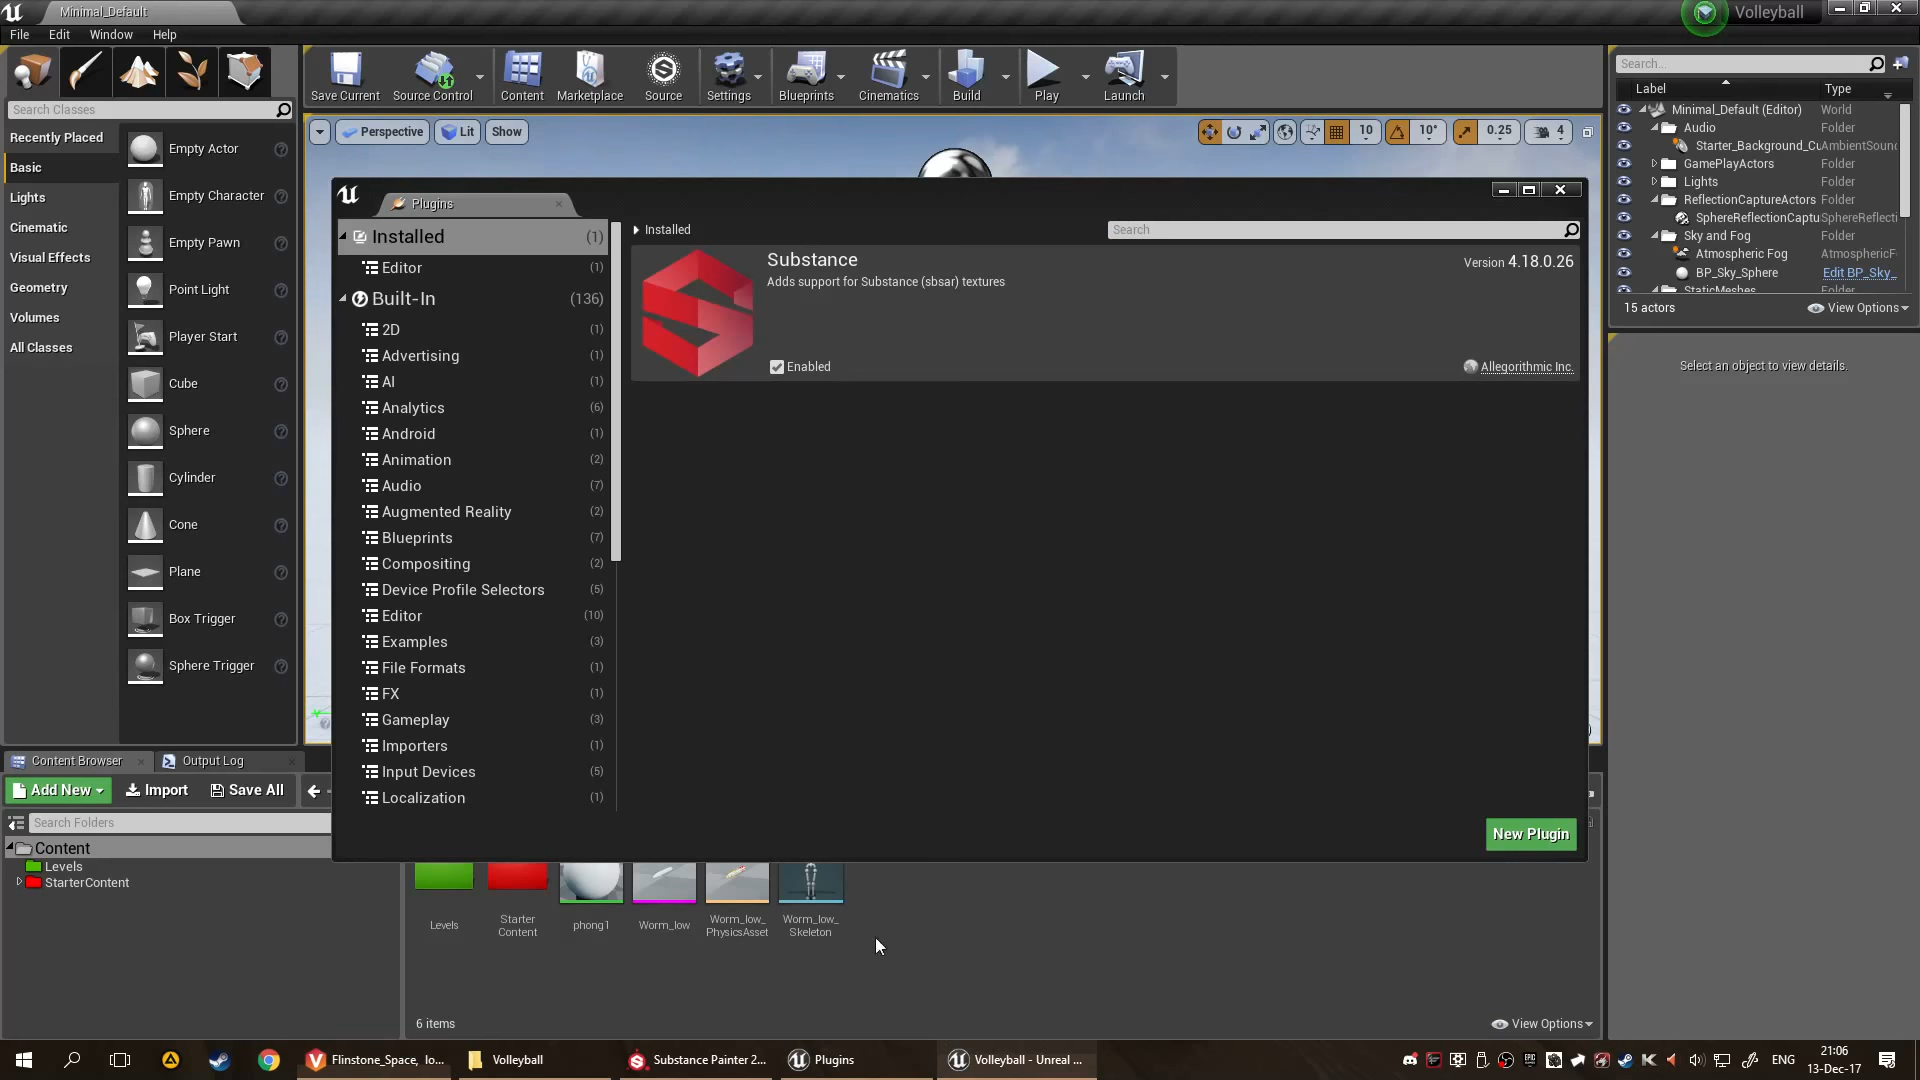 Minimal_Default
Volleyball
File Edit Window Help
Save Current
Source Control
Content
Marketplace
Source
Settings
Blueprints
Cinematics
Build
Play
Launch
Search Classes
Recently Placed
Basic
Lights
Cinematic
Visual Effects
Geometry
Volumes
All Classes
Empty Actor
Empty Character
Empty Pawn
Point Light
Player Start
Cube
Sphere
Cylinder
Cone
Plane
Box Trigger
Sphere Trigger
Perspective
Lit
Show
10
10°
0.25
4
Plugins
Installed (1)
Editor (1)
Built-In (136)
2D (1)
Advertising (1)
AI (1)
Analytics (6)
Android (1)
Animation (2)
Audio (7)
Augmented Reality (2)
Blueprints (7)
Compositing (2)
Device Profile Selectors (5)
Editor (10)
Examples (3)
File Formats (1)
FX (1)
Gameplay (3)
Importers (1)
Input Devices (5)
Localization (1)
Installed
Search
Substance
Version 4.18.0.26
Adds support for Substance (sbsar) textures
Enabled
Allegorithmic Inc.
New Plugin
Search...
Label Type
Minimal_Default (Editor) World
Audio Folder
Starter_Background_Cu AmbientSound
GamePlayActors Folder
Lights Folder
ReflectionCaptureActors Folder
SphereReflectionCaptu SphereReflecti
Sky and Fog Folder
Atmospheric Fog AtmosphericF
BP_Sky_Sphere Edit BP_Sky_
StaticMeshes Folder
15 actors
View Options
Select an object to view details.
Content Browser
Output Log
Add New
Import
Save All
Search Folders
Content
Levels
StarterContent
Levels
Starter
Content
phong1
Worm_low
Worm_low_
PhysicsAsset
Worm_low_
Skeleton
6 items
View Options
Flinstone_Space, lo...
Volleyball
Substance Painter 2...
Plugins
Volleyball - Unreal ...
ENG
21:06
13-Dec-17